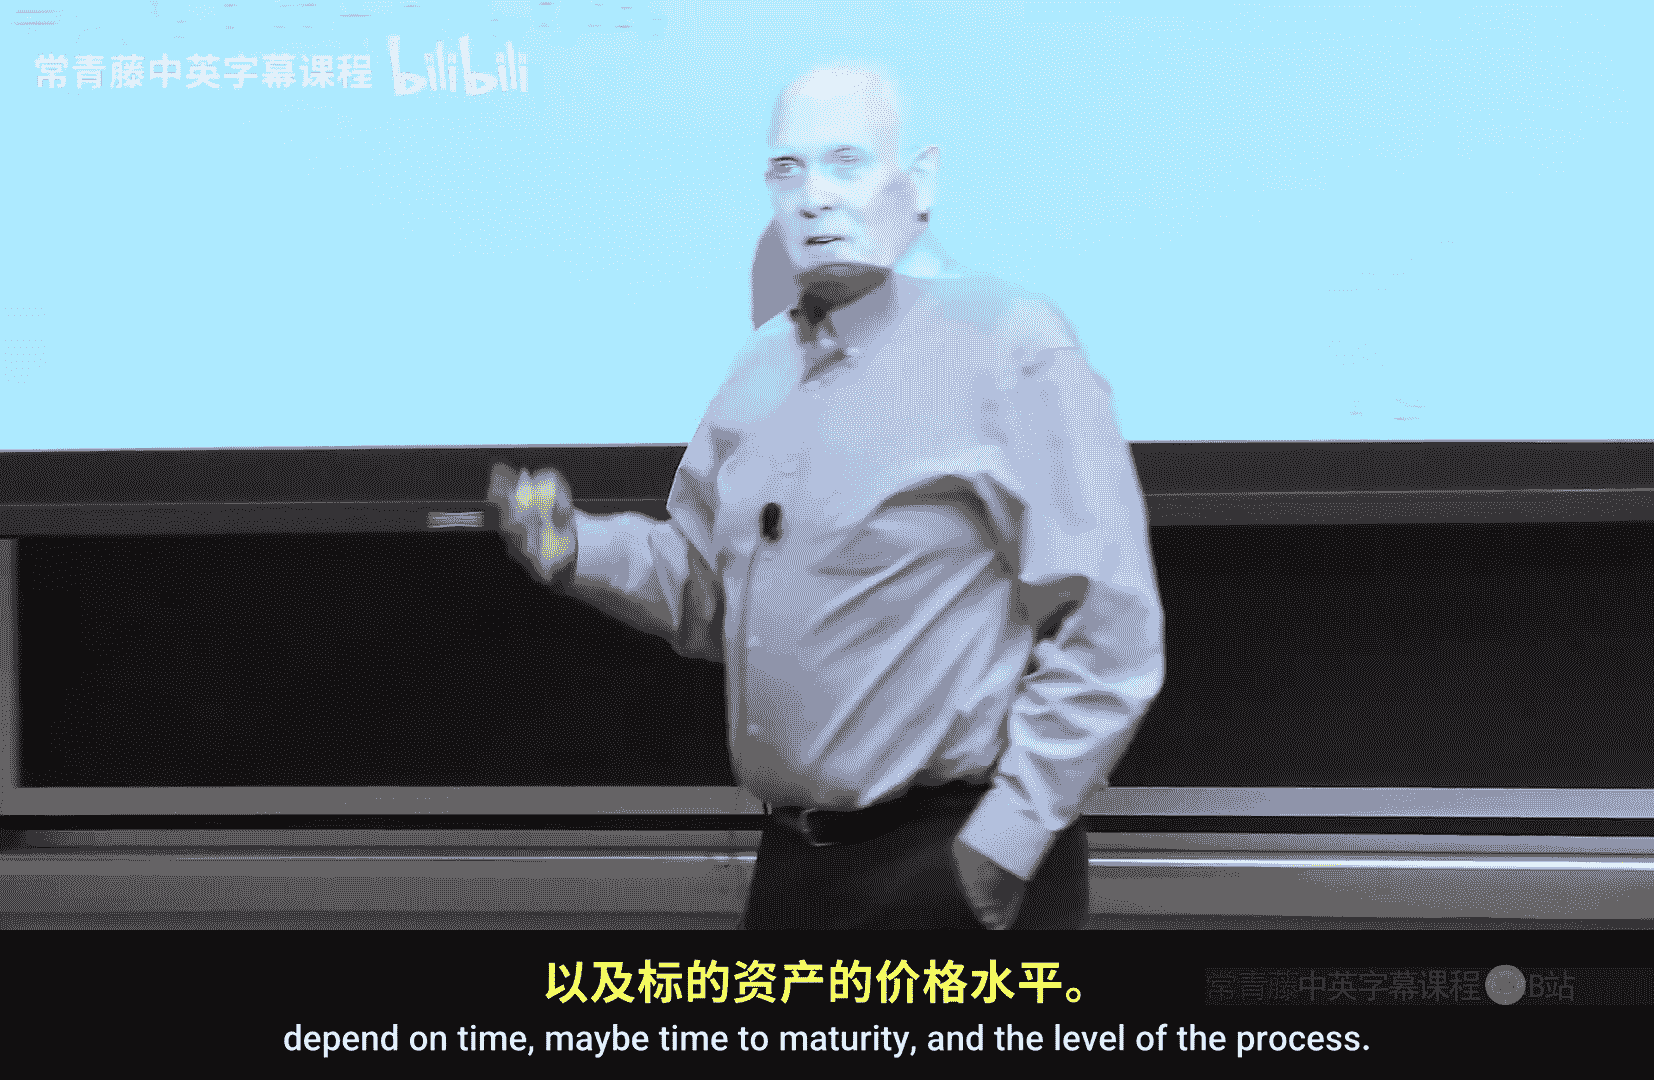 常青藤中英字幕课程 bilibili
以及标的资产的价格水平。
常青藤中英字幕课程 B站
depend on time, maybe time to maturity, and the level of the process.